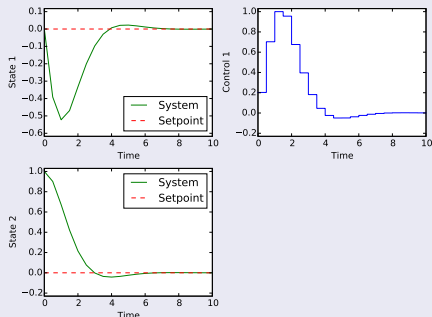 0.1
0.0
−0.1
−0.2
−0.3
−0.4
−0.5
−0.6
State 1
System
Setpoint
0 2 4 6 8 10
Time
1.0
0.8
0.6
0.4
0.2
0.0
−0.2
Control 1
0 2 4 6 8 10
Time
1.0
0.8
0.6
0.4
0.2
0.0
−0.2
State 2
System
Setpoint
0 2 4 6 8 10
Time